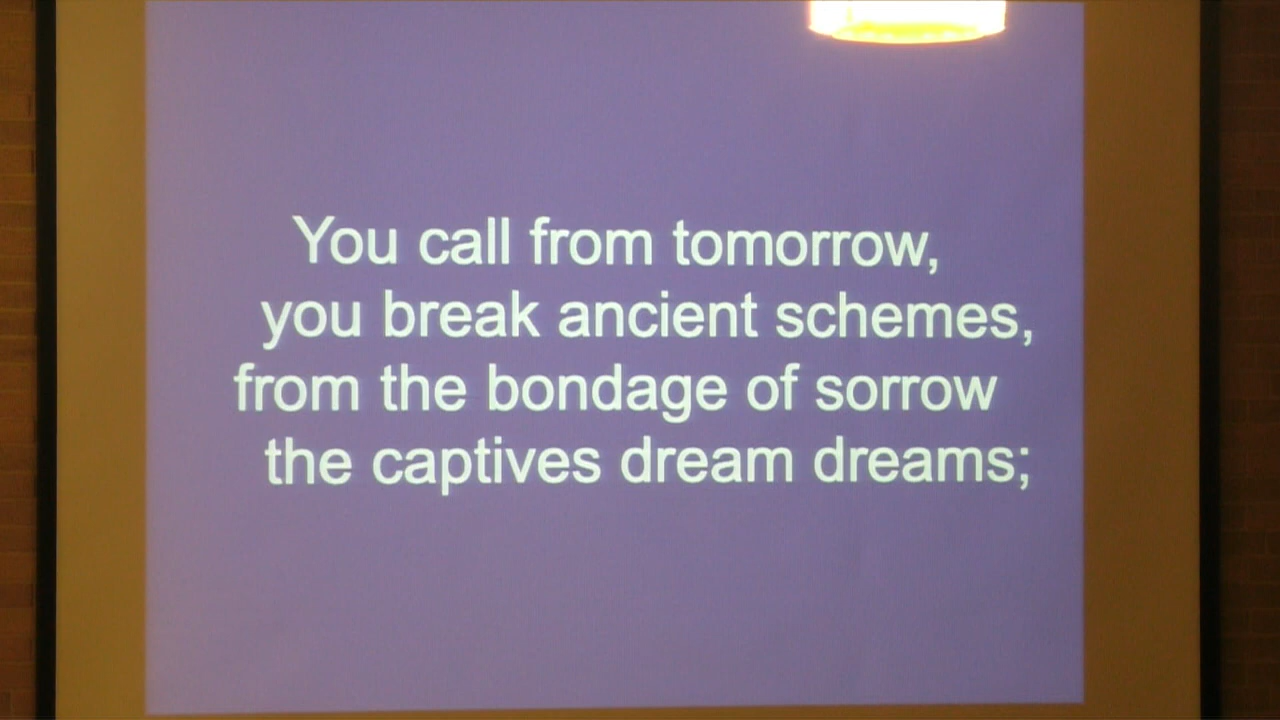 You call from tomorrow,
you break ancient schemes,
from the bondage of sorrow
the captives dream dreams;